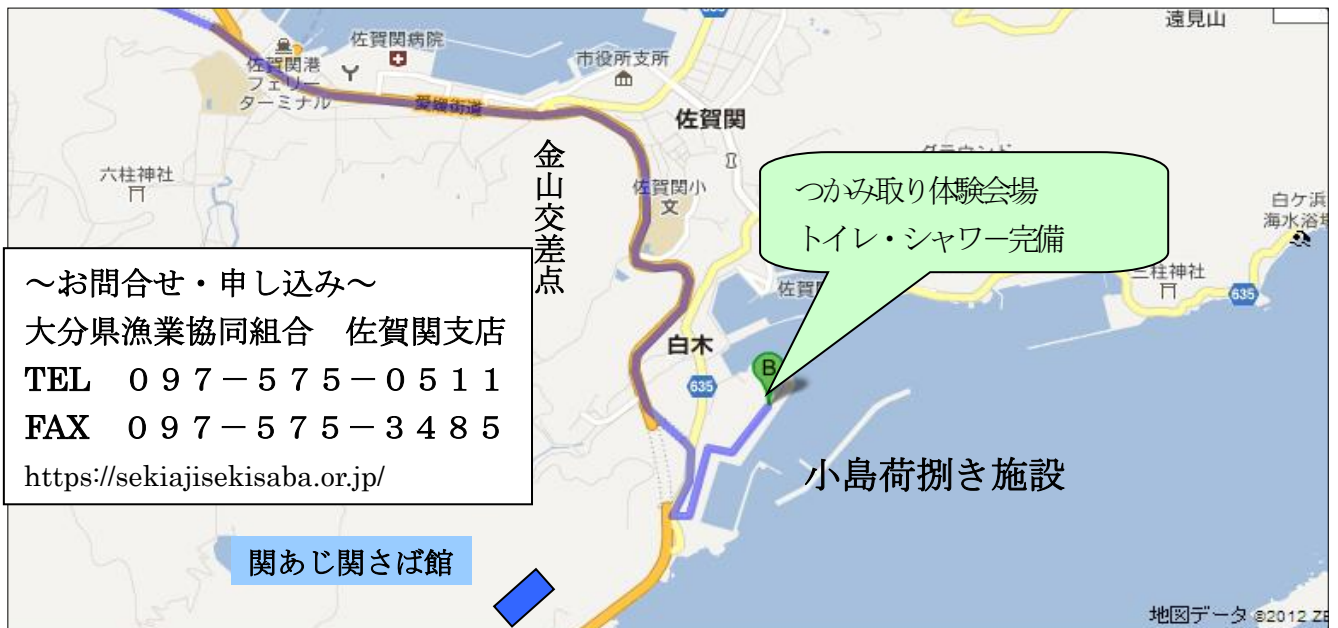 遠見山
635
佐賀関病院
佐賀関港
フェリー
ターミナル
市役所支所
愛媛街道
佐賀関
金山交差点
六柱神社
佐賀関小
文
つかみ取り体験会場
トイレ・シャワー完備
白ケ浜
海水浴場
三柱神社
635
佐賀関
～お問合せ・申し込み～
大分県漁業協同組合　佐賀関支店
TEL　０９７－５７５－０５１１
FAX　０９７－５７５－３４８５
https://sekiajisekisaba.or.jp/
白木
B
635
小島荷捌き施設
関あじ関さば館
地図データ ©2012 ZE